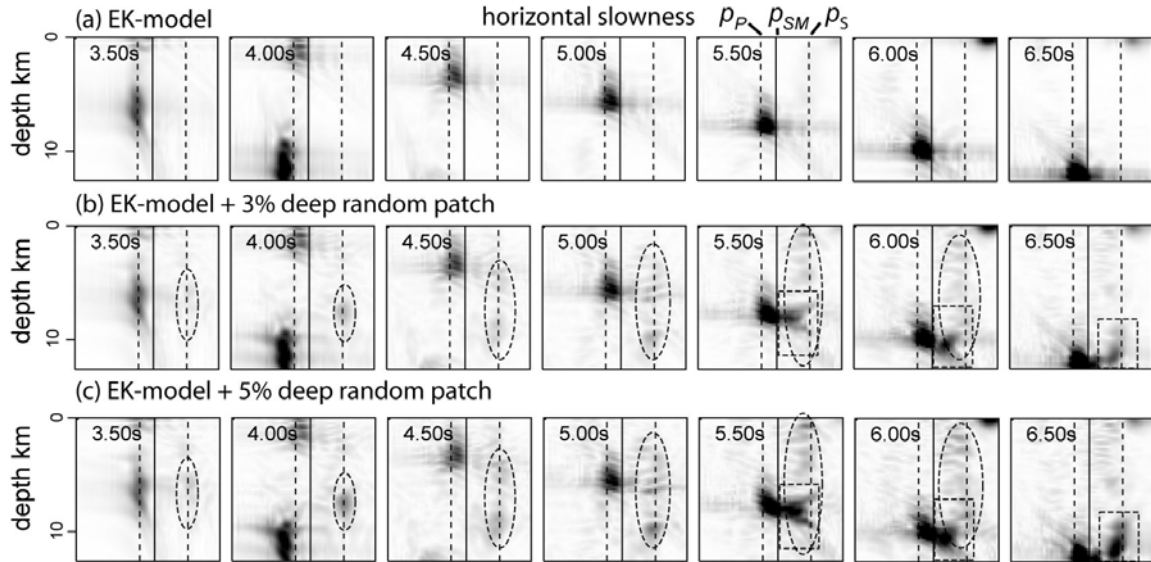 (a) EK-model horizontal slowness p_P p_SM p_S
0 3.50s 4.00s 4.50s 5.00s 5.50s 6.00s 6.50s
depth km
10
(b) EK-model + 3% deep random patch
0 3.50s 4.00s 4.50s 5.00s 5.50s 6.00s 6.50s
depth km
10
(c) EK-model + 5% deep random patch
0 3.50s 4.00s 4.50s 5.00s 5.50s 6.00s 6.50s
depth km
10